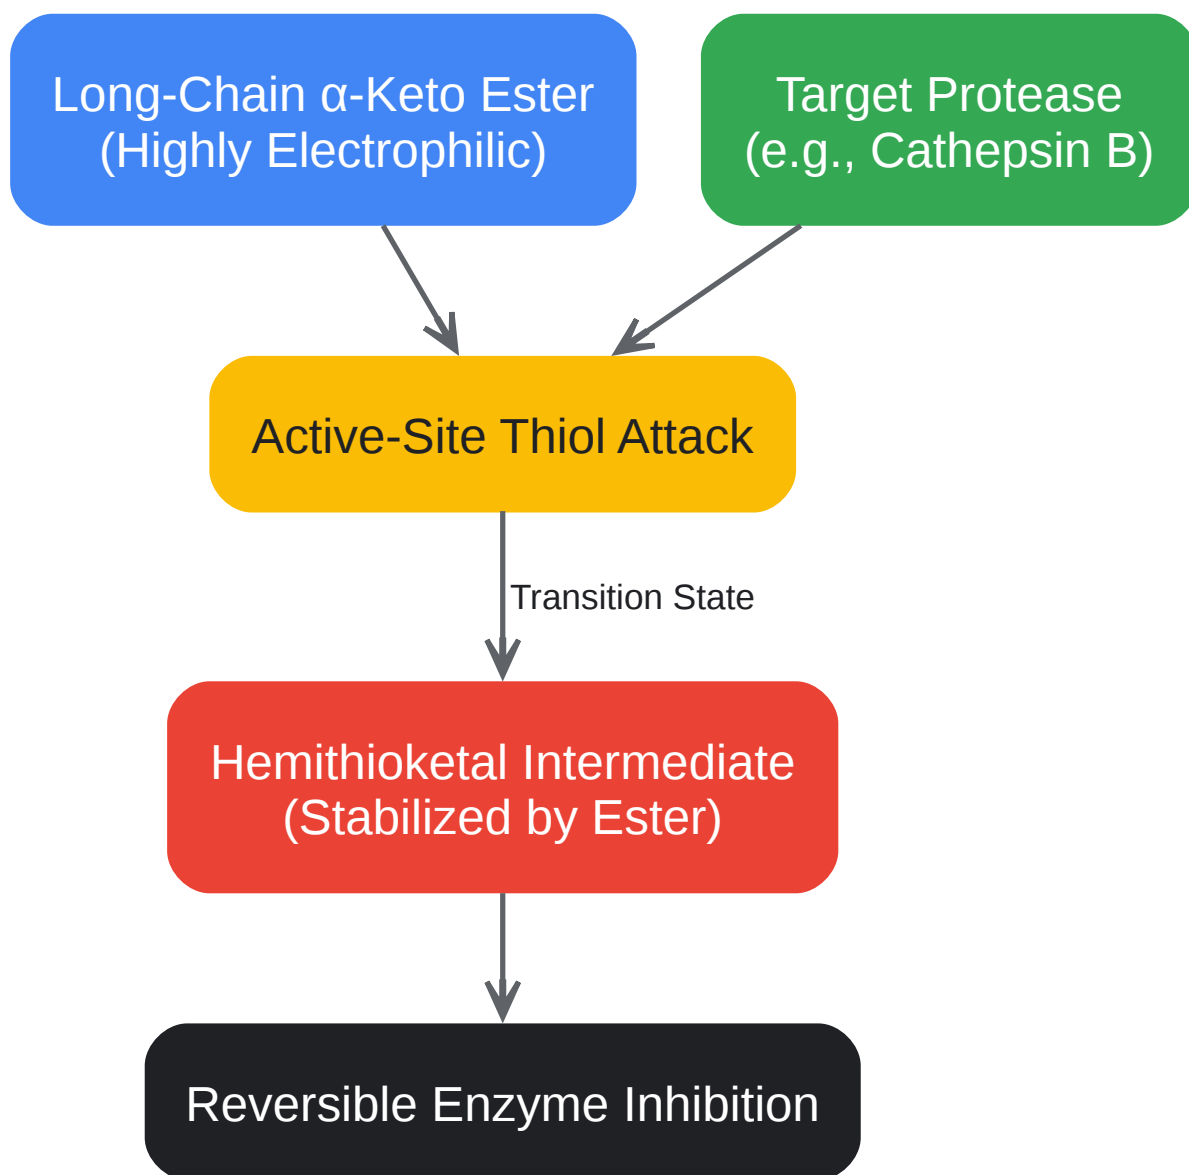 Long-Chain α-Keto Ester
(Highly Electrophilic)
Target Protease
(e.g., Cathepsin B)
Active-Site Thiol Attack
Transition State
Hemithioketal Intermediate
(Stabilized by Ester)
Reversible Enzyme Inhibition